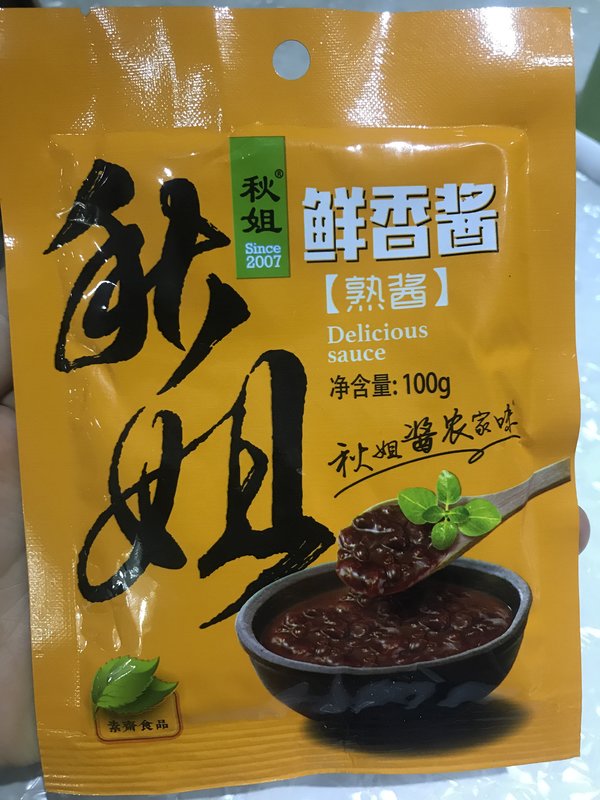 秋姐
秋姐®
Since
2007
鲜香酱
【熟酱】
Delicious
sauce
净含量: 100g
秋姐酱农家味
素齋食品